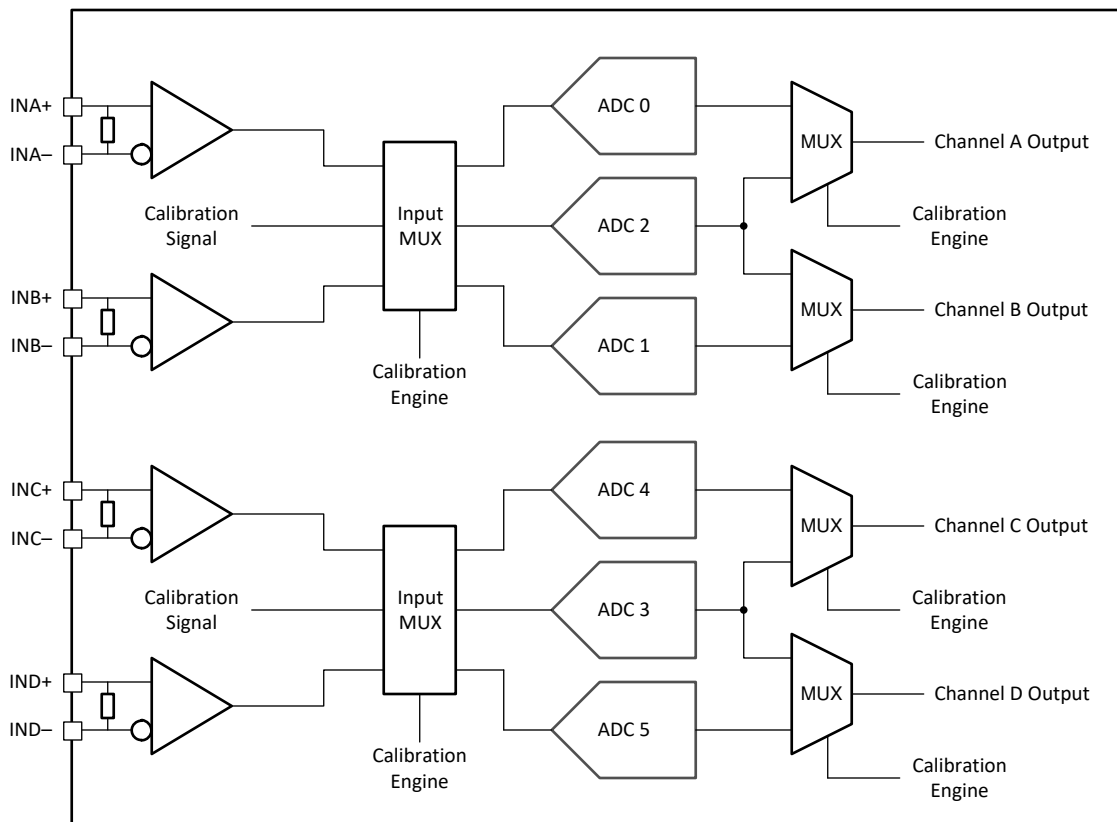 INA+
ADC 0
MUX
Channel A Output
INA–
Calibration
Signal
Input
MUX
ADC 2
Calibration
Engine
INB+
MUX
Channel B Output
INB–
ADC 1
Calibration
Engine
Calibration
Engine
INC+
ADC 4
MUX
Channel C Output
INC–
Calibration
Signal
Input
MUX
ADC 3
Calibration
Engine
IND+
MUX
Channel D Output
IND–
ADC 5
Calibration
Engine
Calibration
Engine